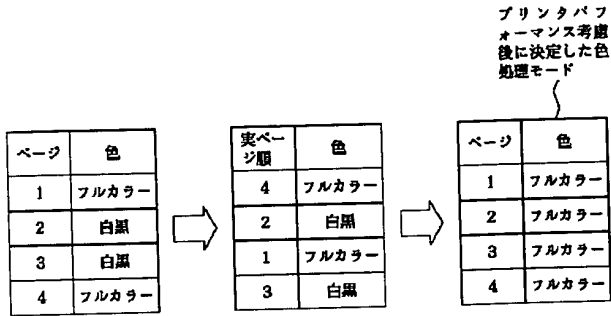 プリンタパフ
ォーマンス考慮
後に決定した色
処理モード
ページ 色
1 フルカラー
2 白黒
3 白黒
4 フルカラー
実ペー
ジ順 色
4 フルカラー
2 白黒
1 フルカラー
3 白黒
ページ 色
1 フルカラー
2 フルカラー
3 フルカラー
4 フルカラー